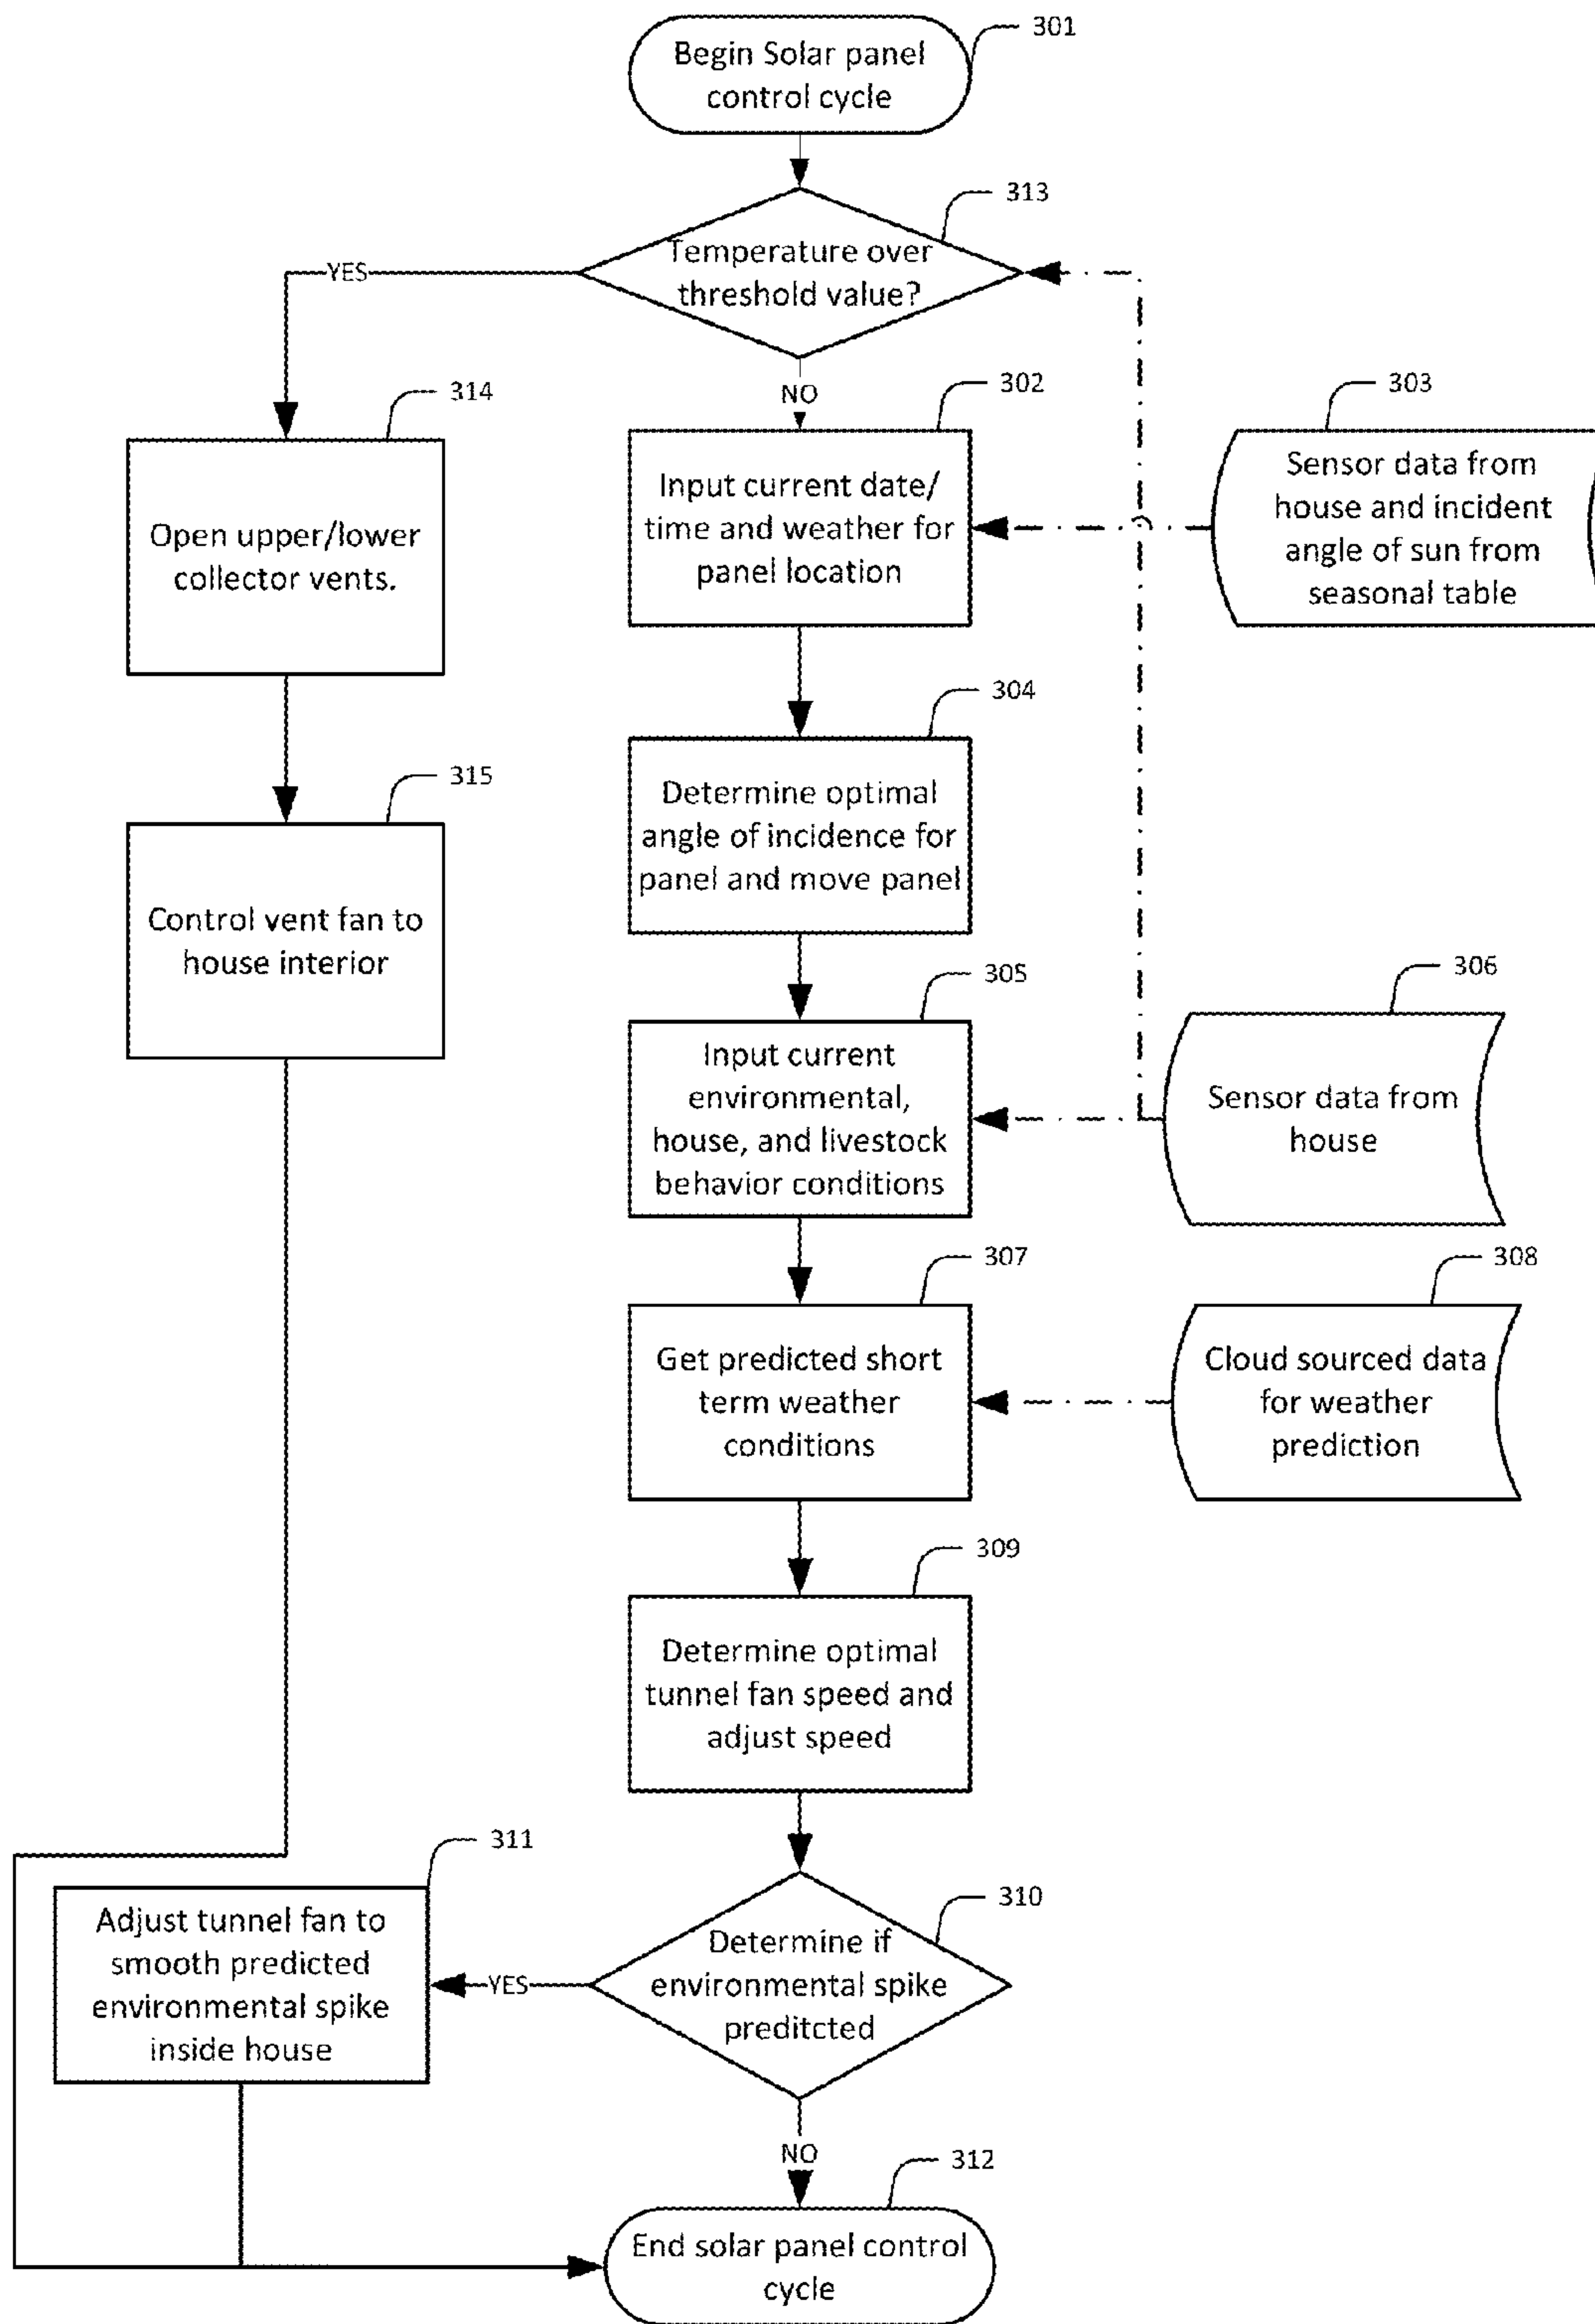 301
Begin Solar panel
control cycle
313
Temperature over
threshold value?
YES
NO
314
Open upper/lower
collector vents.
302
Input current date/
time and weather for
panel location
303
Sensor data from
house and incident
angle of sun from
seasonal table
304
Determine optimal
angle of incidence for
panel and move panel
315
Control vent fan to
house interior
305
Input current
environmental,
house, and livestock
behavior conditions
306
Sensor data from
house
307
Get predicted short
term weather
conditions
308
Cloud sourced data
for weather
prediction
309
Determine optimal
tunnel fan speed and
adjust speed
310
Determine if
environmental spike
preditcted
YES
311
Adjust tunnel fan to
smooth predicted
environmental spike
inside house
NO
312
End solar panel control
cycle